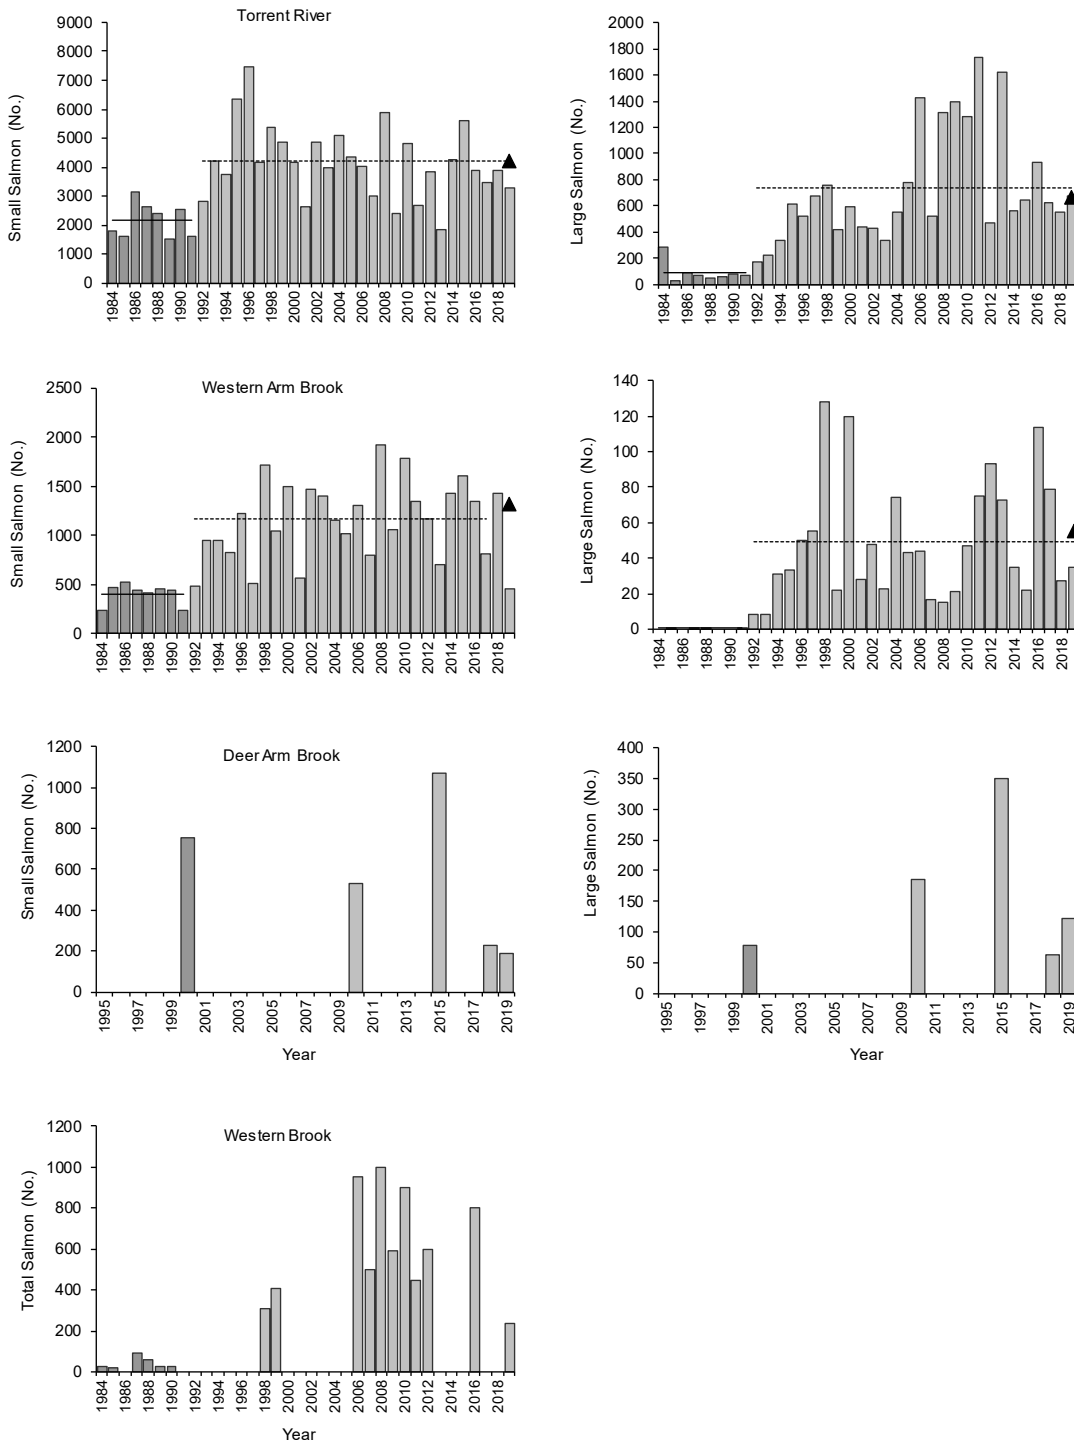 Torrent River
Small Salmon (No.)
9000
8000
7000
6000
5000
4000
3000
2000
1000
0
1984 1986 1988 1990 1992 1994 1996 1998 2000 2002 2004 2006 2008 2010 2012 2014 2016 2018
Large Salmon (No.)
2000
1800
1600
1400
1200
1000
800
600
400
200
0
1984 1986 1988 1990 1992 1994 1996 1998 2000 2002 2004 2006 2008 2010 2012 2014 2016 2018
Western Arm Brook
Small Salmon (No.)
2500
2000
1500
1000
500
0
1984 1986 1988 1990 1992 1994 1996 1998 2000 2002 2004 2006 2008 2010 2012 2014 2016 2018
Large Salmon (No.)
140
120
100
80
60
40
20
0
1984 1986 1988 1990 1992 1994 1996 1998 2000 2002 2004 2006 2008 2010 2012 2014 2016 2018
Deer Arm Brook
Small Salmon (No.)
1200
1000
800
600
400
200
0
1995 1997 1999 2001 2003 2005 2007 2009 2011 2013 2015 2017 2019
Year
Large Salmon (No.)
400
350
300
250
200
150
100
50
0
1995 1997 1999 2001 2003 2005 2007 2009 2011 2013 2015 2017 2019
Year
Western Brook
Total Salmon (No.)
1200
1000
800
600
400
200
0
1984 1986 1988 1990 1992 1994 1996 1998 2000 2002 2004 2006 2008 2010 2012 2014 2016 2018
Year